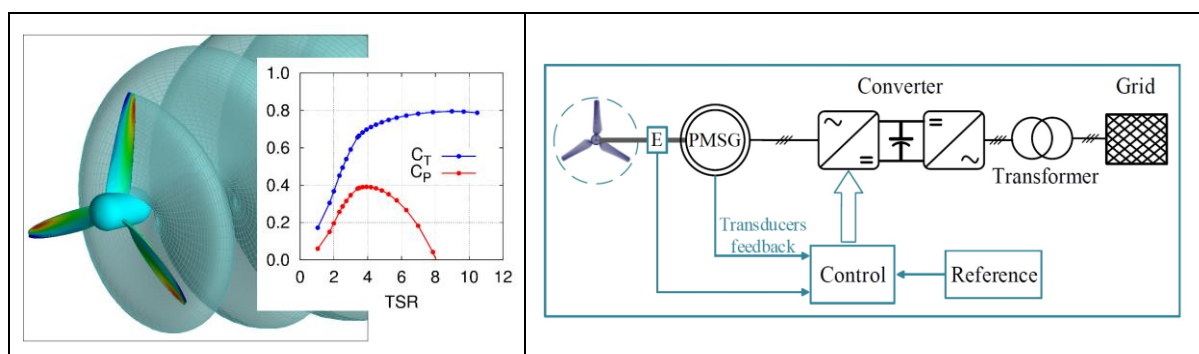 1.0
0.8
0.6
0.4
0.2
0.0
C_T
C_P
0 2 4 6 8 10 12
TSR
Converter
Grid
E
PMSG
~
=
=
~
Transformer
Transducers
feedback
Control
Reference